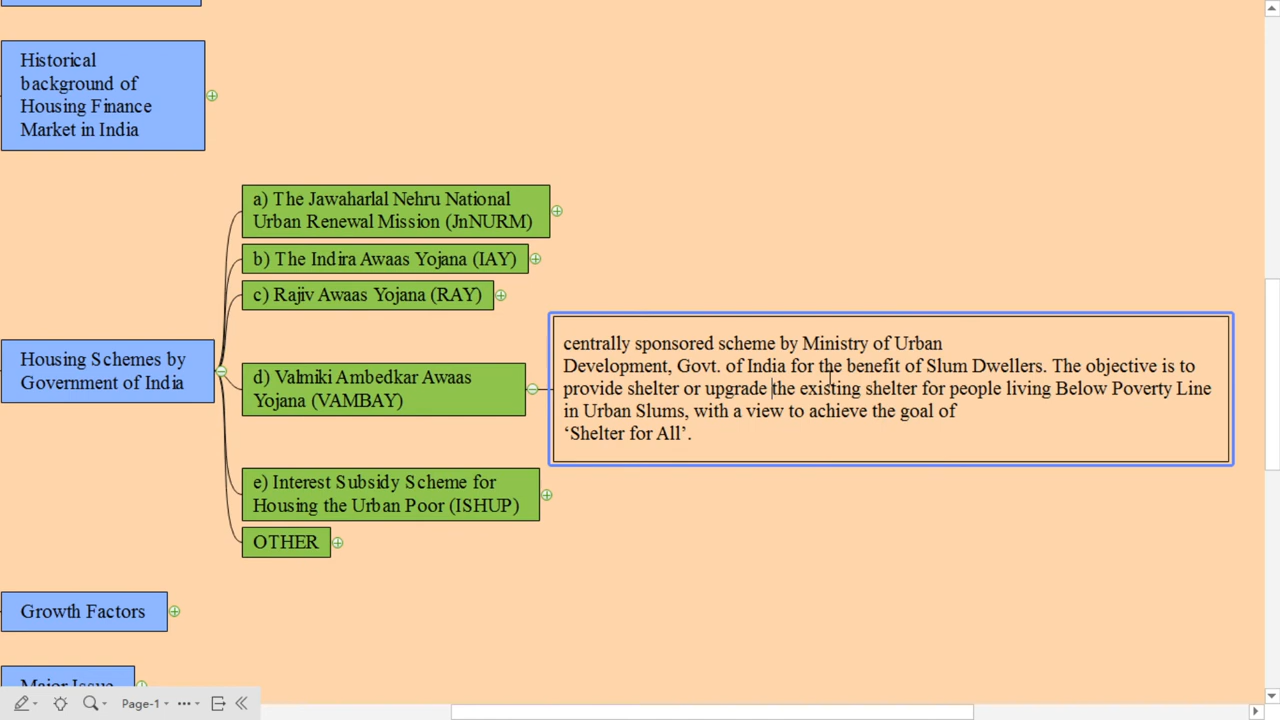 Historical
background of
Housing Finance
Market in India
a) The Jawaharlal Nehru National
Urban Renewal Mission (JnNURM)
b) The Indira Awaas Yojana (IAY)
c) Rajiv Awaas Yojana (RAY)
Housing Schemes by
Government of India
d) Valmiki Ambedkar Awaas
Yojana (VAMBAY)
centrally sponsored scheme by Ministry of Urban
Development, Govt. of India for the benefit of Slum Dwellers. The objective is to
provide shelter or upgrade the existing shelter for people living Below Poverty Line
in Urban Slums, with a view to achieve the goal of
‘Shelter for All’.
e) Interest Subsidy Scheme for
Housing the Urban Poor (ISHUP)
OTHER
Growth Factors
Major Issue
Page-1